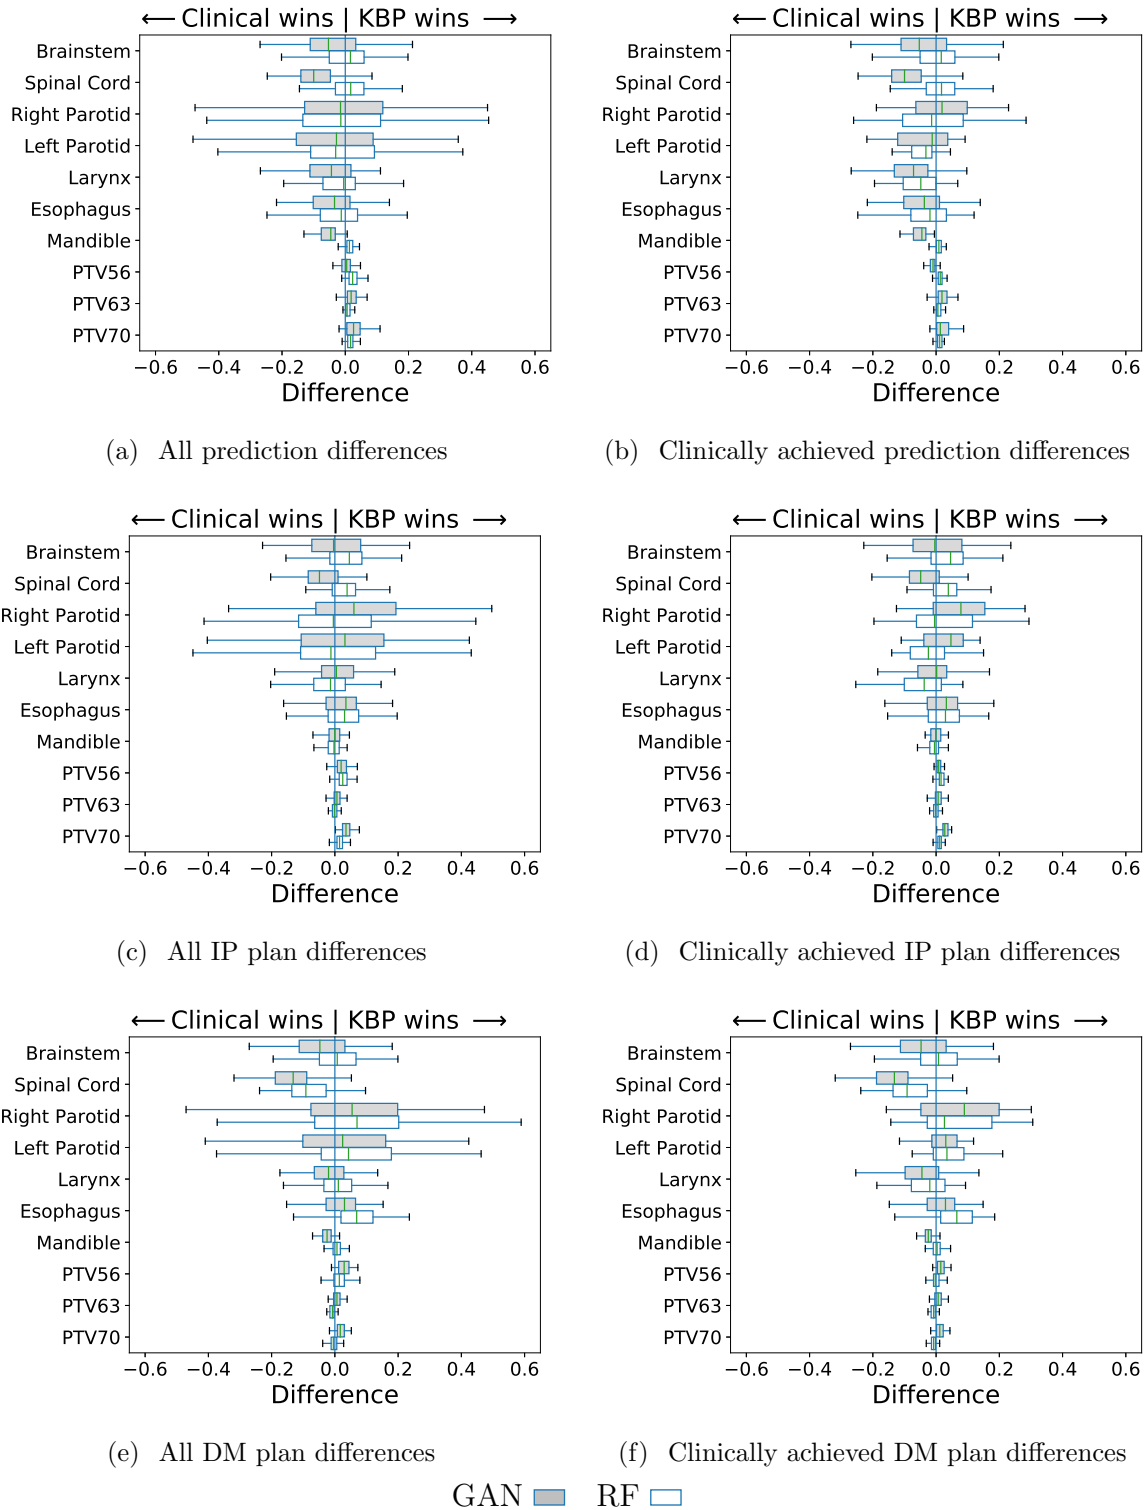 ← Clinical wins | KBP wins →
Brainstem
Spinal Cord
Right Parotid
Left Parotid
Larynx
Esophagus
Mandible
PTV56
PTV63
PTV70
−0.6 −0.4 −0.2 0.0 0.2 0.4 0.6
Difference
(a) All prediction differences
← Clinical wins | KBP wins →
Brainstem
Spinal Cord
Right Parotid
Left Parotid
Larynx
Esophagus
Mandible
PTV56
PTV63
PTV70
−0.6 −0.4 −0.2 0.0 0.2 0.4 0.6
Difference
(b) Clinically achieved prediction differences
← Clinical wins | KBP wins →
Brainstem
Spinal Cord
Right Parotid
Left Parotid
Larynx
Esophagus
Mandible
PTV56
PTV63
PTV70
−0.6 −0.4 −0.2 0.0 0.2 0.4 0.6
Difference
(c) All IP plan differences
← Clinical wins | KBP wins →
Brainstem
Spinal Cord
Right Parotid
Left Parotid
Larynx
Esophagus
Mandible
PTV56
PTV63
PTV70
−0.6 −0.4 −0.2 0.0 0.2 0.4 0.6
Difference
(d) Clinically achieved IP plan differences
← Clinical wins | KBP wins →
Brainstem
Spinal Cord
Right Parotid
Left Parotid
Larynx
Esophagus
Mandible
PTV56
PTV63
PTV70
−0.6 −0.4 −0.2 0.0 0.2 0.4 0.6
Difference
(e) All DM plan differences
← Clinical wins | KBP wins →
Brainstem
Spinal Cord
Right Parotid
Left Parotid
Larynx
Esophagus
Mandible
PTV56
PTV63
PTV70
−0.6 −0.4 −0.2 0.0 0.2 0.4 0.6
Difference
(f) Clinically achieved DM plan differences
GAN RF